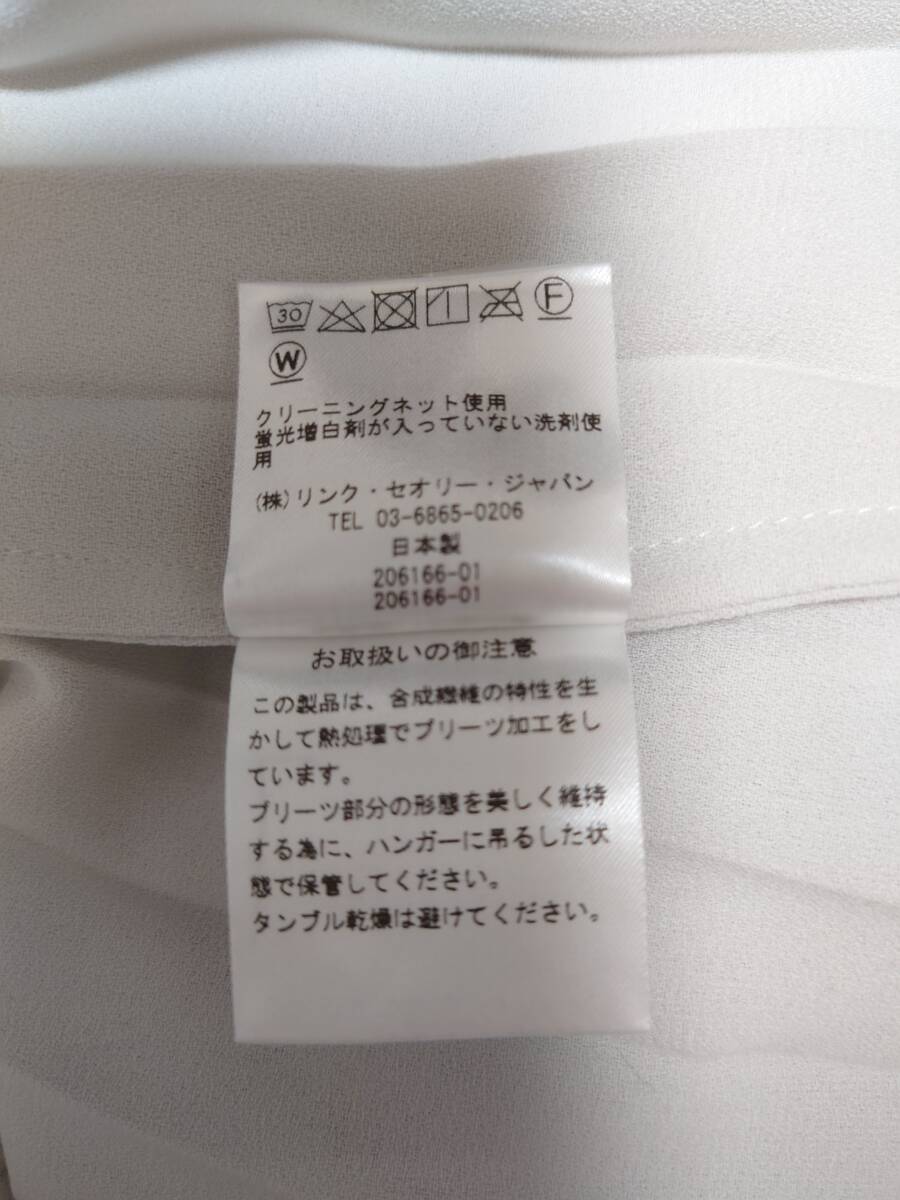 30 F
W
クリーニングネット使用
蛍光増白剤が入っていない洗剤使
用
(株)リンク・セオリー・ジャパン
TEL 03-6865-0206
日本製
206166-01
206166-01
お取扱いの御注意
この製品は、合成繊維の特性を生
かして熱処理でプリーツ加工をし
ています。
プリーツ部分の形態を美しく維持
する為に、ハンガーに吊るした状
態で保管してください。
タンブル乾燥は避けてください。